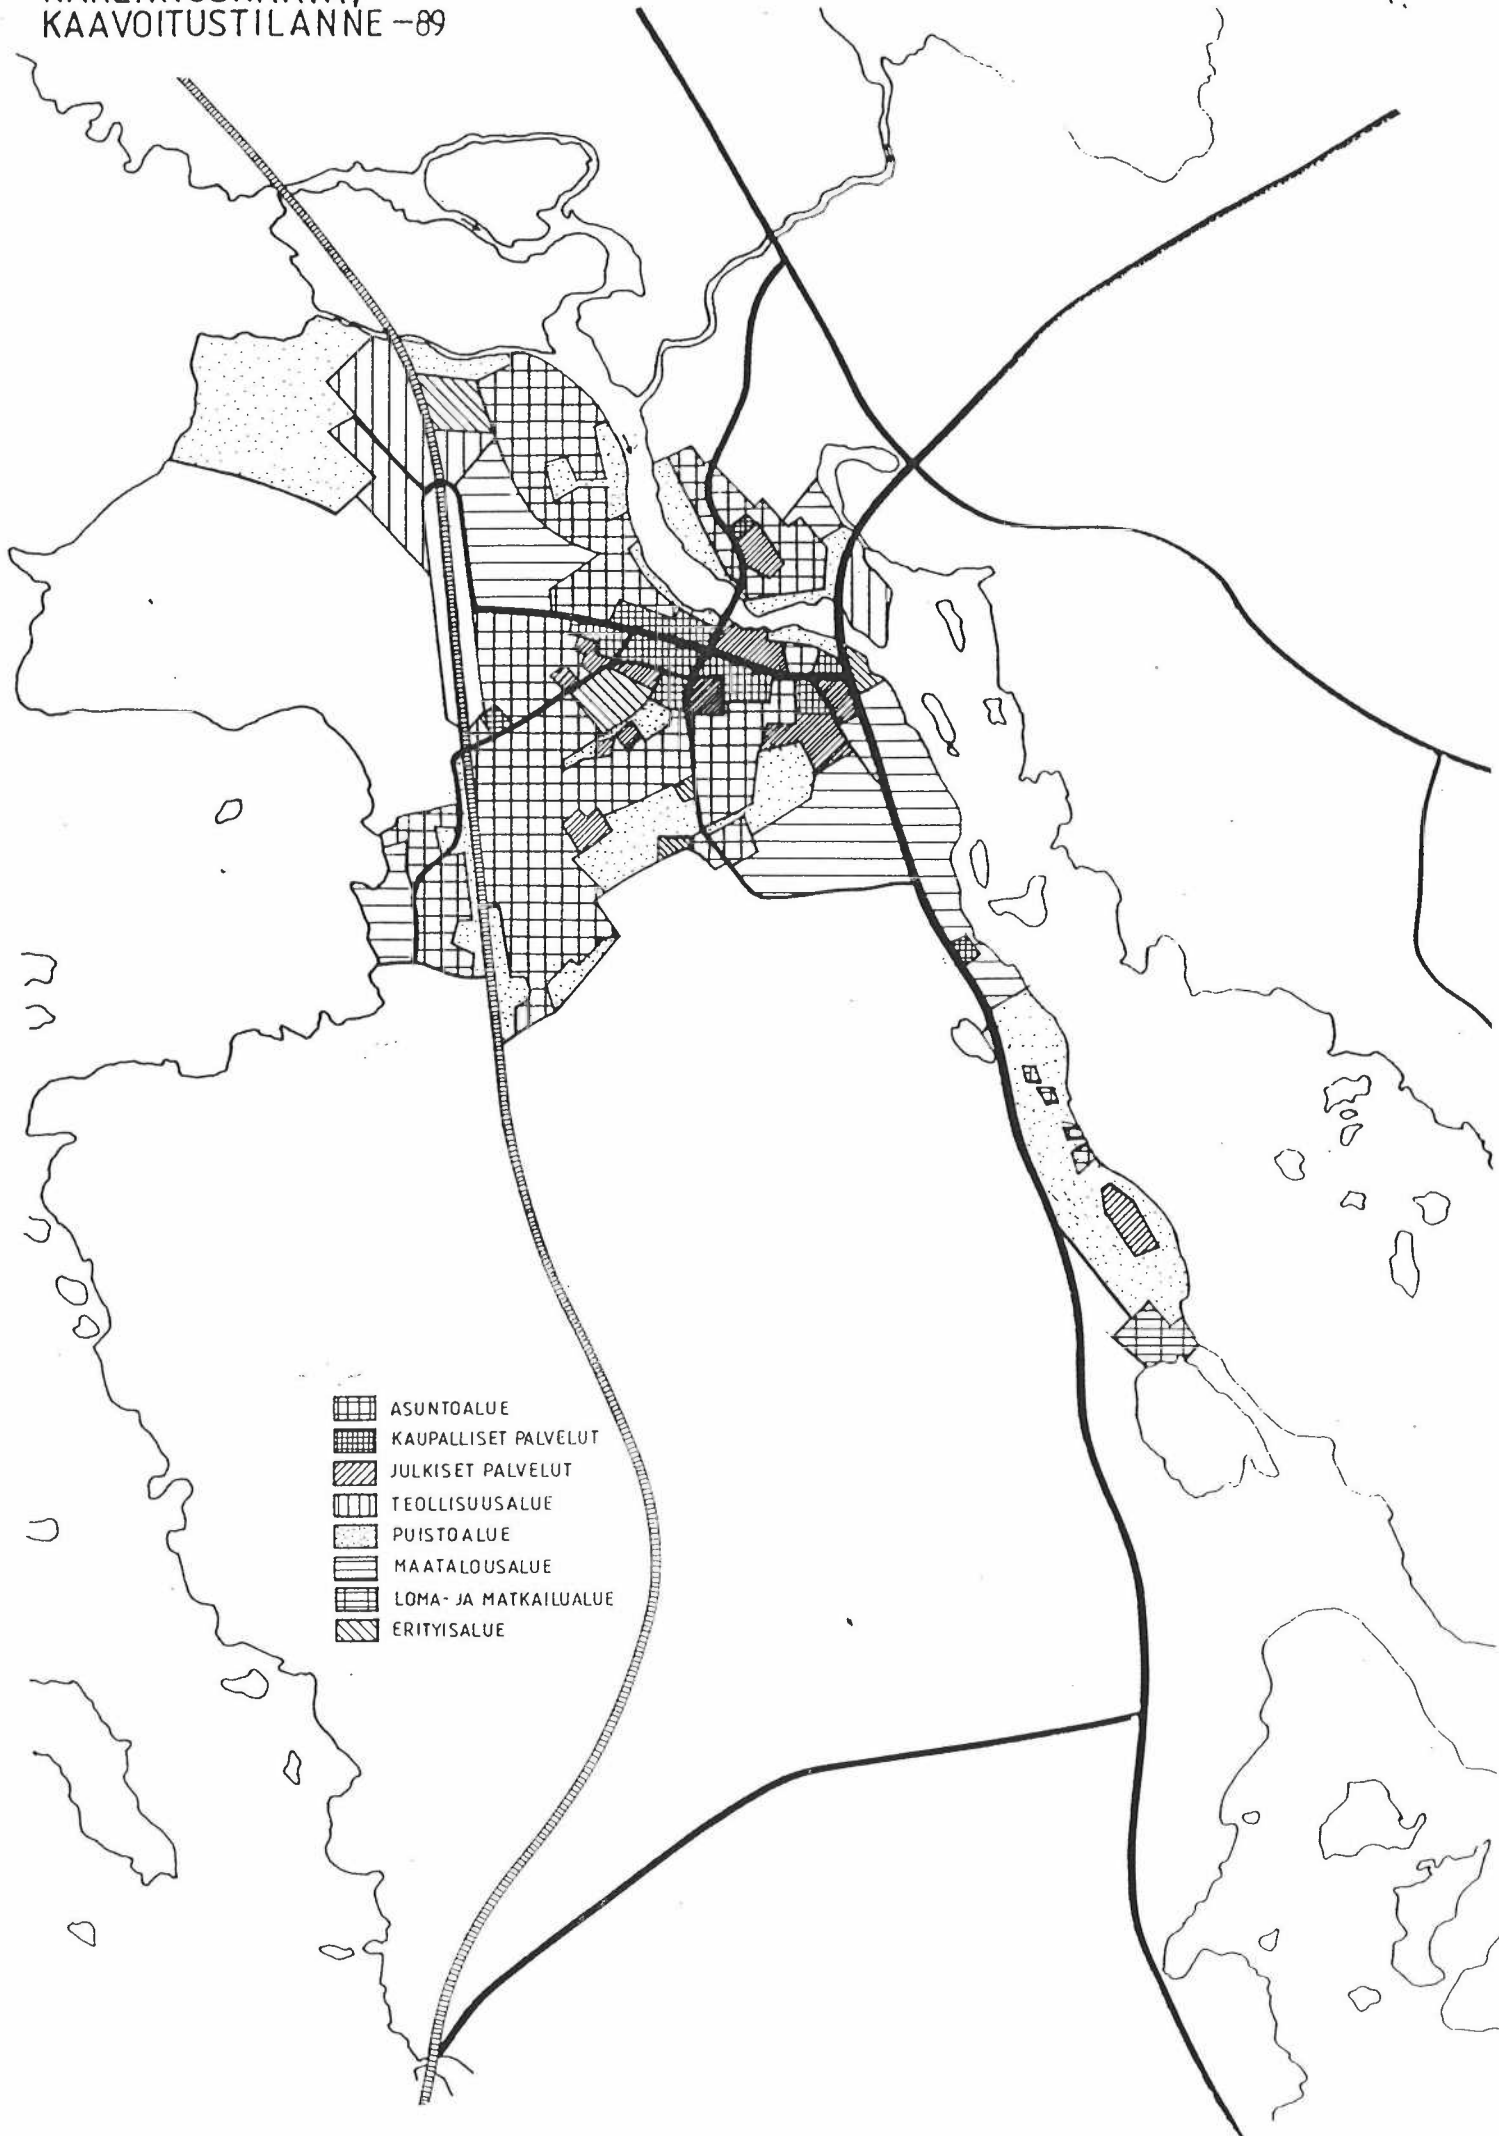 KAAVOITUSTILANNE -89
ASUNTOALUE
KAUPALLISET PALVELUT
JULKISET PALVELUT
TEOLLISUUSALUE
PUISTOALUE
MAATALOUSALUE
LOMA- JA MATKAILUALUE
ERITYISALUE